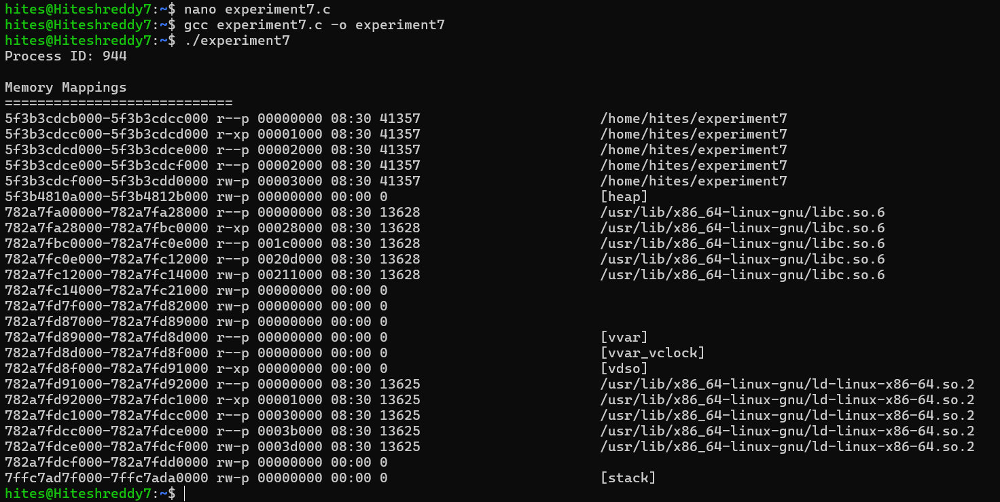 hites@Hiteshreddy7:~$ nano experiment7.c
hites@Hiteshreddy7:~$ gcc experiment7.c -o experiment7
hites@Hiteshreddy7:~$ ./experiment7
Process ID: 944
Memory Mappings
============================
5f3b3cdcb000-5f3b3cdcc000 r--p 00000000 08:30 41357                      /home/hites/experiment7
5f3b3cdcc000-5f3b3cdcd000 r-xp 00001000 08:30 41357                      /home/hites/experiment7
5f3b3cdcd000-5f3b3cdce000 r--p 00002000 08:30 41357                      /home/hites/experiment7
5f3b3cdce000-5f3b3cdcf000 r--p 00002000 08:30 41357                      /home/hites/experiment7
5f3b3cdcf000-5f3b3cdd0000 rw-p 00003000 08:30 41357                      /home/hites/experiment7
5f3b4810a000-5f3b4812b000 rw-p 00000000 00:00 0                          [heap]
782a7fa00000-782a7fa28000 r--p 00000000 08:30 13628                      /usr/lib/x86_64-linux-gnu/libc.so.6
782a7fa28000-782a7fbc0000 r-xp 00028000 08:30 13628                      /usr/lib/x86_64-linux-gnu/libc.so.6
782a7fbc0000-782a7fc0e000 r--p 001c0000 08:30 13628                      /usr/lib/x86_64-linux-gnu/libc.so.6
782a7fc0e000-782a7fc12000 r--p 0020d000 08:30 13628                      /usr/lib/x86_64-linux-gnu/libc.so.6
782a7fc12000-782a7fc14000 rw-p 00211000 08:30 13628                      /usr/lib/x86_64-linux-gnu/libc.so.6
782a7fc14000-782a7fc21000 rw-p 00000000 00:00 0
782a7fd7f000-782a7fd82000 rw-p 00000000 00:00 0
782a7fd87000-782a7fd89000 rw-p 00000000 00:00 0
782a7fd89000-782a7fd8d000 r--p 00000000 00:00 0                          [vvar]
782a7fd8d000-782a7fd8f000 r--p 00000000 00:00 0                          [vvar_vclock]
782a7fd8f000-782a7fd91000 r-xp 00000000 00:00 0                          [vdso]
782a7fd91000-782a7fd92000 r--p 00000000 08:30 13625                      /usr/lib/x86_64-linux-gnu/ld-linux-x86-64.so.2
782a7fd92000-782a7fdc1000 r-xp 00001000 08:30 13625                      /usr/lib/x86_64-linux-gnu/ld-linux-x86-64.so.2
782a7fdc1000-782a7fdcc000 r--p 00030000 08:30 13625                      /usr/lib/x86_64-linux-gnu/ld-linux-x86-64.so.2
782a7fdcc000-782a7fdce000 r--p 0003b000 08:30 13625                      /usr/lib/x86_64-linux-gnu/ld-linux-x86-64.so.2
782a7fdce000-782a7fdcf000 rw-p 0003d000 08:30 13625                      /usr/lib/x86_64-linux-gnu/ld-linux-x86-64.so.2
782a7fdcf000-782a7fdd0000 rw-p 00000000 00:00 0
7ffc7ad7f000-7ffc7ada0000 rw-p 00000000 00:00 0                          [stack]
hites@Hiteshreddy7:~$